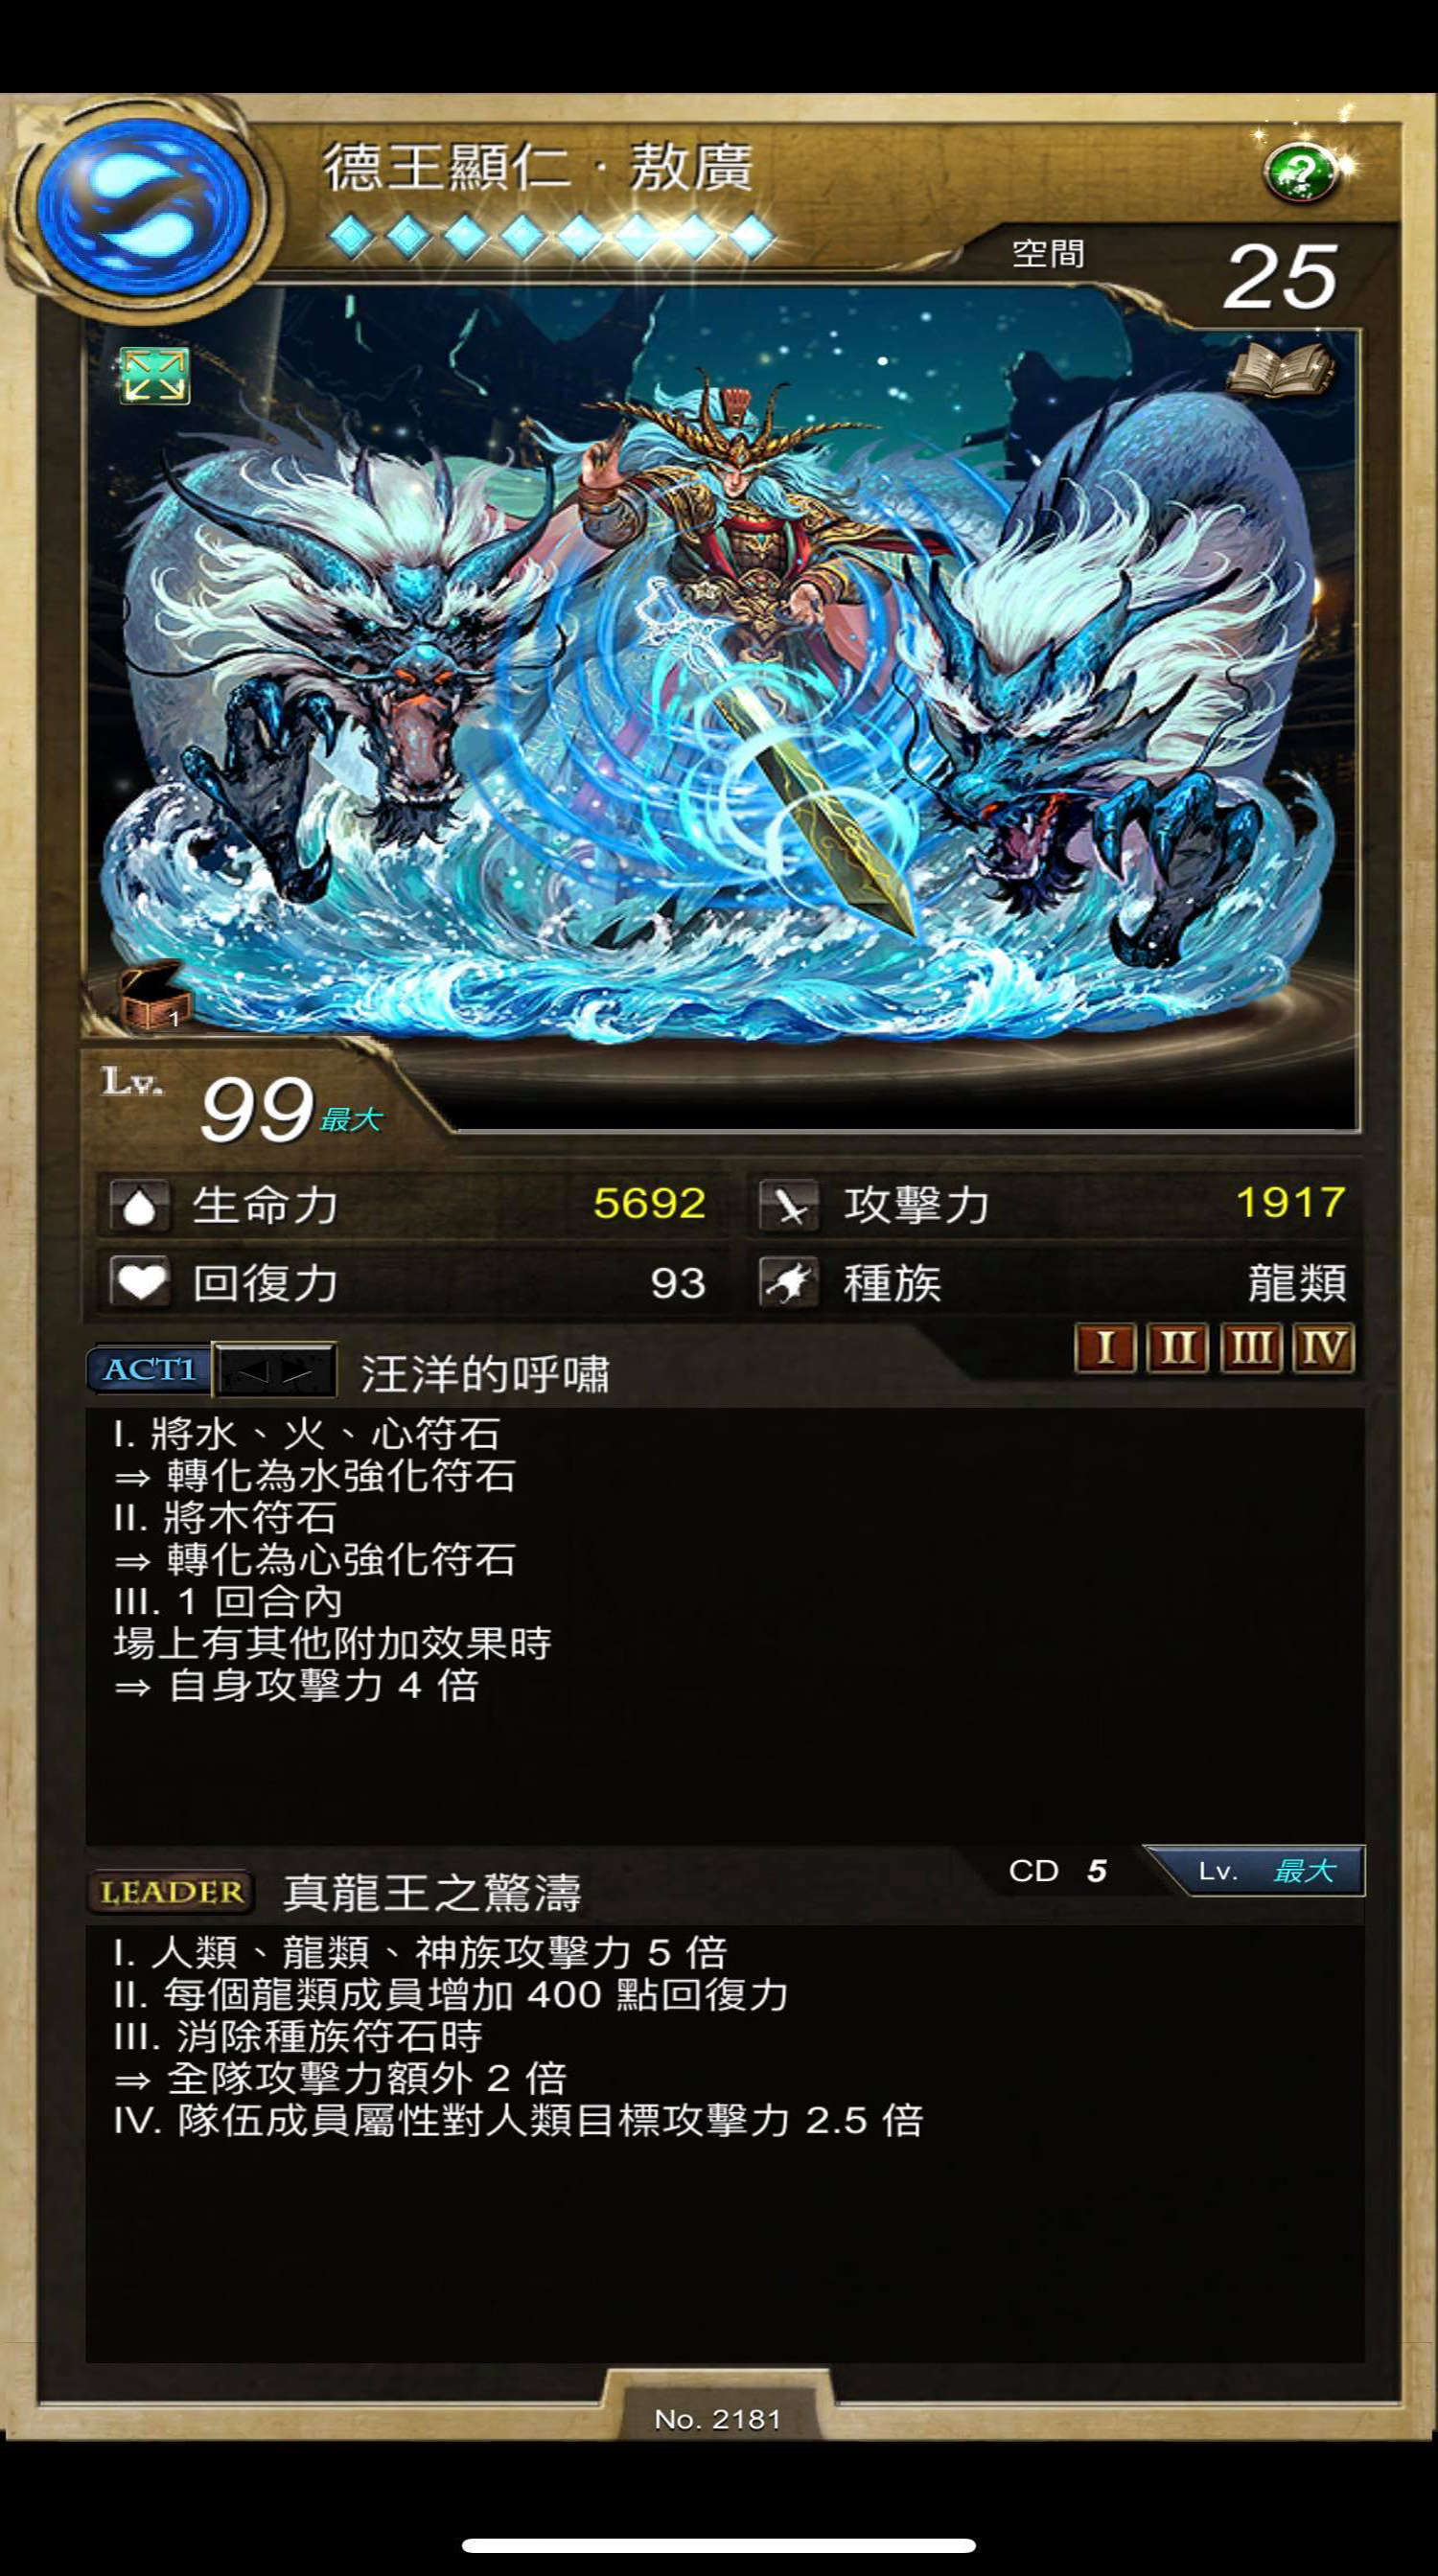 德王顯仁 · 敖廣
空間 25
1
Lv. 99 最大
生命力 5692 攻擊力 1917
回復力 93 種族 龍類
I II III IV
ACT1 汪洋的呼嘯
I. 將水、火、心符石
⇒ 轉化為水強化符石
II. 將木符石
⇒ 轉化為心強化符石
III. 1 回合內
場上有其他附加效果時
⇒ 自身攻擊力 4 倍
CD 5 Lv. 最大
LEADER 真龍王之驚濤
I. 人類、龍類、神族攻擊力 5 倍
II. 每個龍類成員增加 400 點回復力
III. 消除種族符石時
⇒ 全隊攻擊力額外 2 倍
IV. 隊伍成員屬性對人類目標攻擊力 2.5 倍
No. 2181